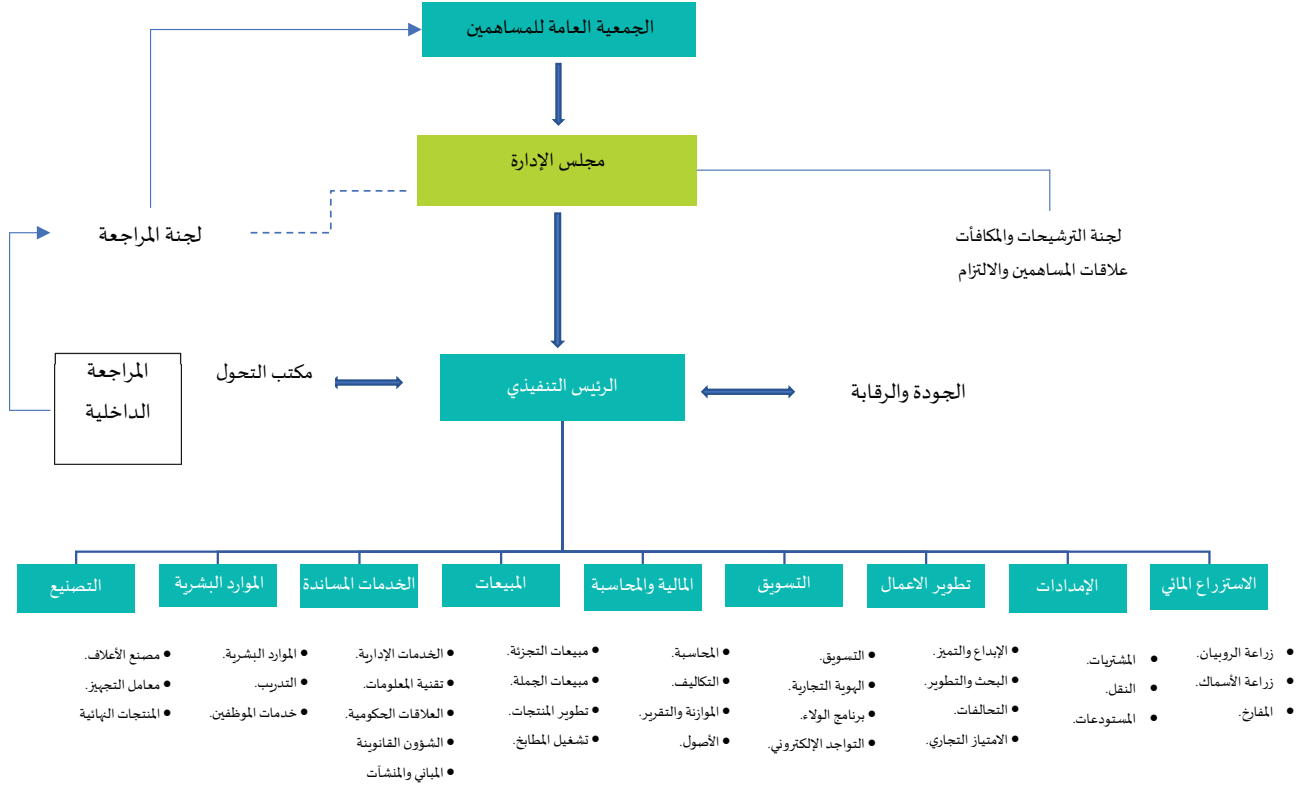 الجمعية العامة للمساهمين
مجلس الإدارة
لجنة الترشيحات والمكافأت
علاقات المساهمين والالتزام
لجنة المراجعة
المراجعة
الداخلية
مكتب التحول
الرئيس التنفيذي
الجودة والرقابة
الاستزراع المائي
• زراعة الروبيان.
• زراعة الأسماك.
• المفارخ.
الإمدادات
• المشتريات.
• النقل.
• المستودعات.
تطوير الاعمال
• الإبداع والتميز.
• البحث والتطوير.
• التحالفات.
• الامتياز التجاري.
التسويق
• التسويق.
• الهوية التجارية.
• برنامج الولاء.
• التواجد الإلكتروني.
المالية والمحاسبة
• المحاسبة.
• التكاليف.
• الموازنة والتقرير.
• الأصول.
المبيعات
• مبيعات التجزئة.
• مبيعات الجملة.
• تطوير المنتجات.
• تشغيل المطابخ.
الخدمات المساندة
• الخدمات الإدارية.
• تقنية المعلومات.
• العلاقات الحكومية.
• الشؤون القانوينة
• المباني والمنشآت
الموارد البشرية
• الموارد البشرية.
• التدريب.
• خدمات الموظفين.
التصنيع
• مصنع الأعلاف.
• معامل التجهيز.
• المنتجات النهائية